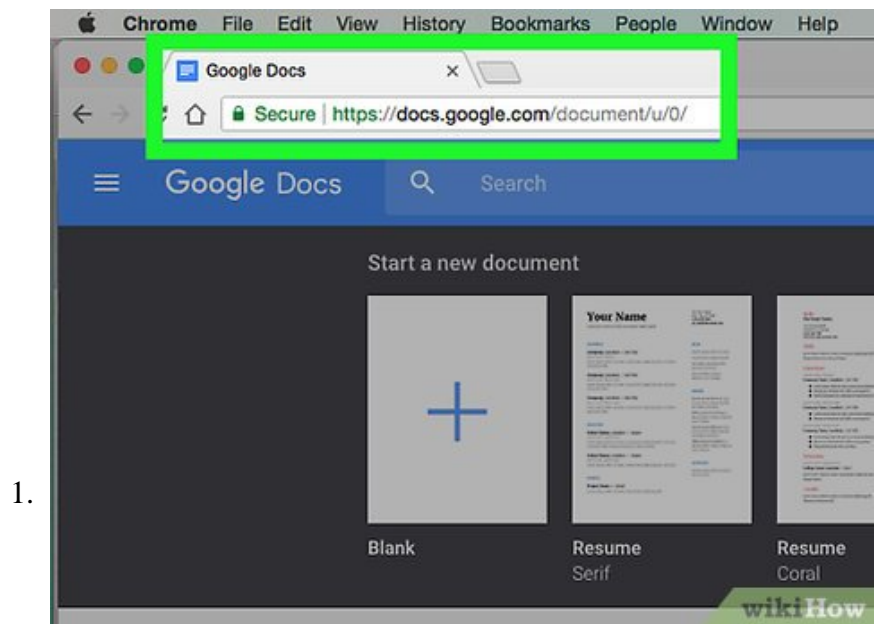 Chrome File Edit View History Bookmarks People Window Help
Google Docs
Secure | https://docs.google.com/document/u/0/
Google Docs Search
Start a new document
Your Name
1.
Blank Resume Resume
Serif Coral
wikiHow